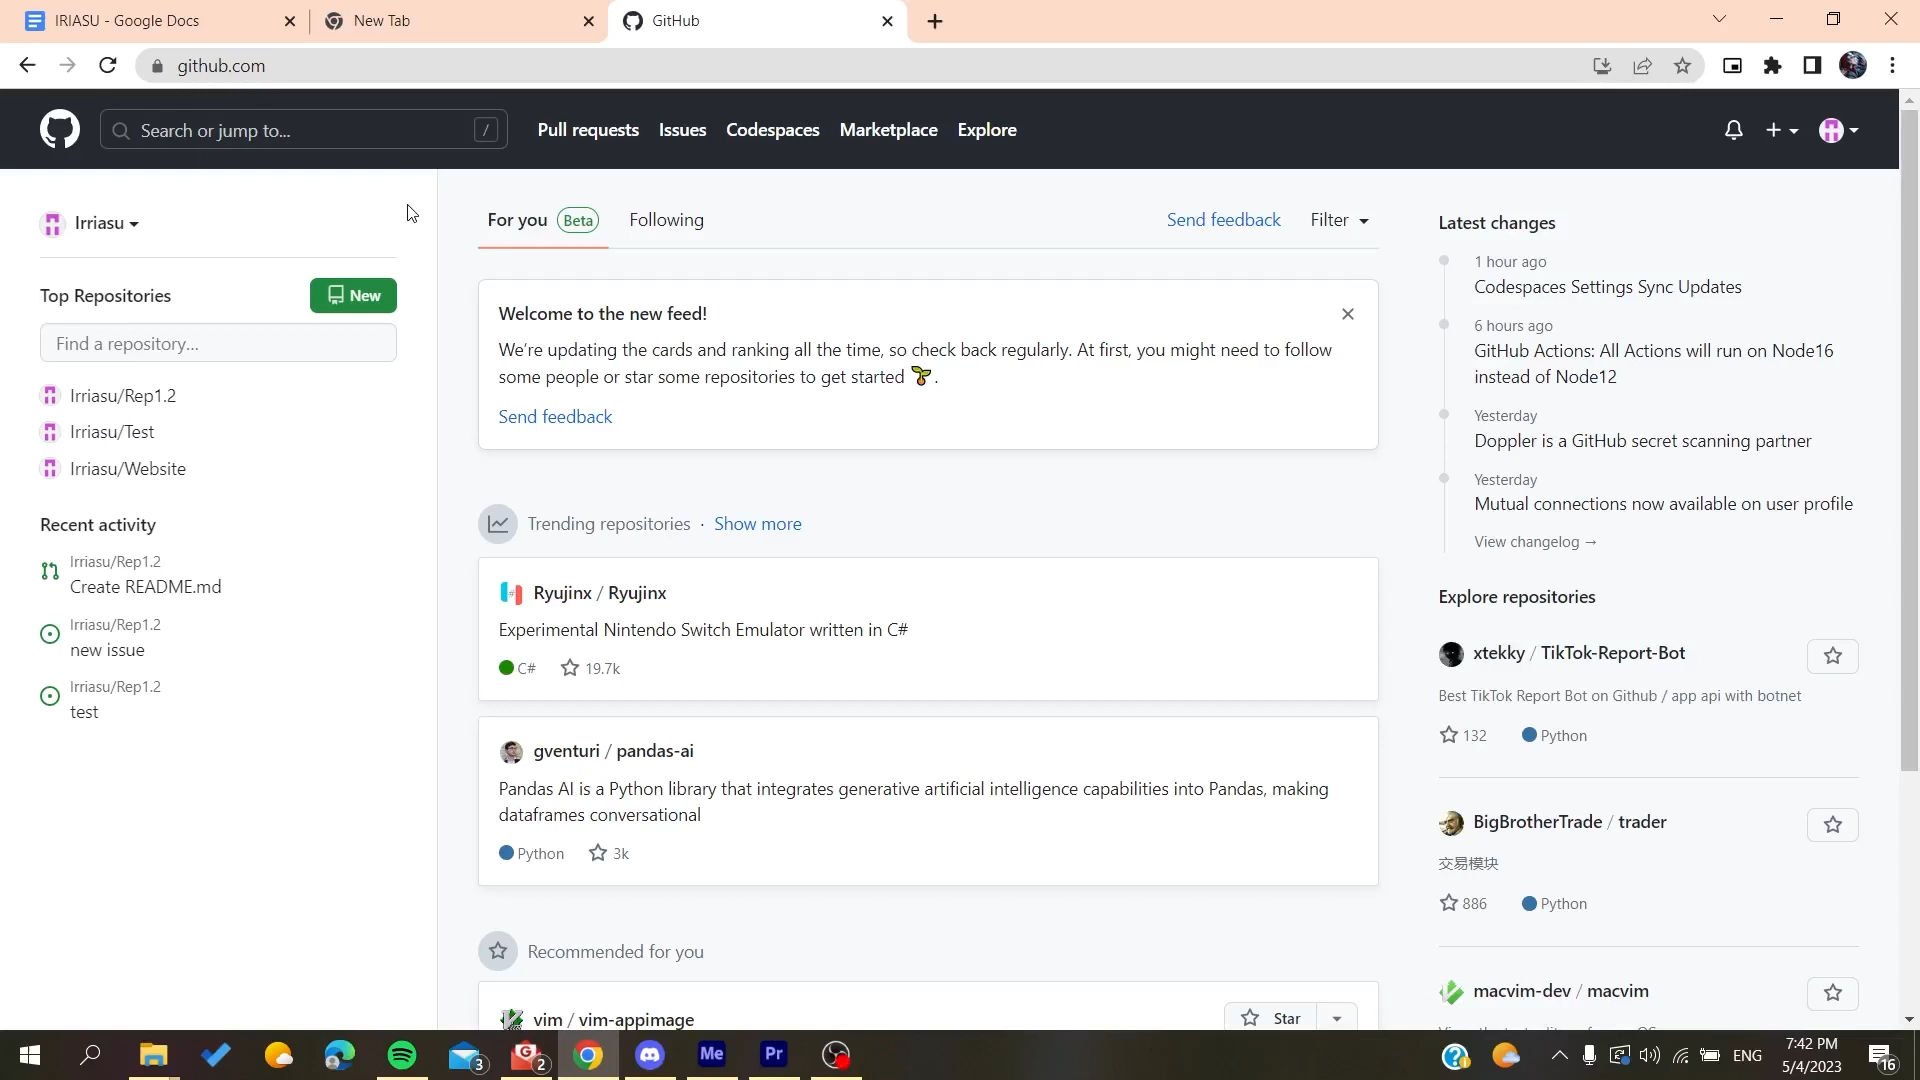 IRIASU - Google Docs
New Tab
GitHub
github.com
Search or jump to...
/
Pull requests
Issues
Codespaces
Marketplace
Explore
Irriasu
Top Repositories
New
Find a repository...
Irriasu/Rep1.2
Irriasu/Test
Irriasu/Website
Recent activity
Irriasu/Rep1.2
Create README.md
Irriasu/Rep1.2
new issue
Irriasu/Rep1.2
test
For you Beta
Following
Send feedback
Filter
Welcome to the new feed!
We're updating the cards and ranking all the time, so check back regularly. At first, you might need to follow
some people or star some repositories to get started 🌱.
Send feedback
Trending repositories · Show more
Ryujinx / Ryujinx
Experimental Nintendo Switch Emulator written in C#
C# 19.7k
gventuri / pandas-ai
Pandas AI is a Python library that integrates generative artificial intelligence capabilities into Pandas, making
dataframes conversational
Python 3k
Recommended for you
vim / vim-appimage
Star
Latest changes
1 hour ago
Codespaces Settings Sync Updates
6 hours ago
GitHub Actions: All Actions will run on Node16
instead of Node12
Yesterday
Doppler is a GitHub secret scanning partner
Yesterday
Mutual connections now available on user profile
View changelog →
Explore repositories
xtekky / TikTok-Report-Bot
Best TikTok Report Bot on Github / app api with botnet
132 Python
BigBrotherTrade / trader
交易模块
886 Python
macvim-dev / macvim
3
G 2
Me
Pr
ENG
7:42 PM
5/4/2023
16